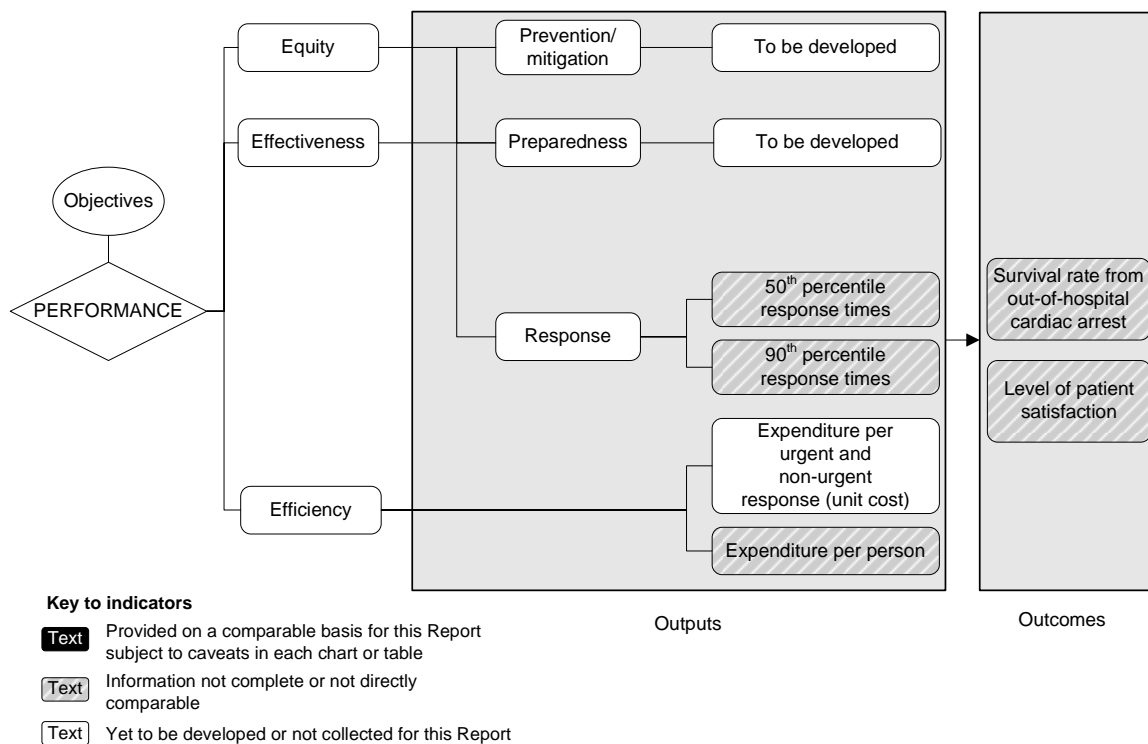 Equity
Prevention/
mitigation
To be developed
Effectiveness
Preparedness
To be developed
Objectives
PERFORMANCE
Response
50th percentile
response times
90th percentile
response times
Survival rate from
out-of-hospital
cardiac arrest
Level of patient
satisfaction
Efficiency
Expenditure per
urgent and
non-urgent
response (unit cost)
Expenditure per person
Outputs
Outcomes
Key to indicators
Text
Provided on a comparable basis for this Report
subject to caveats in each chart or table
Text
Information not complete or not directly
comparable
Text
Yet to be developed or not collected for this Report